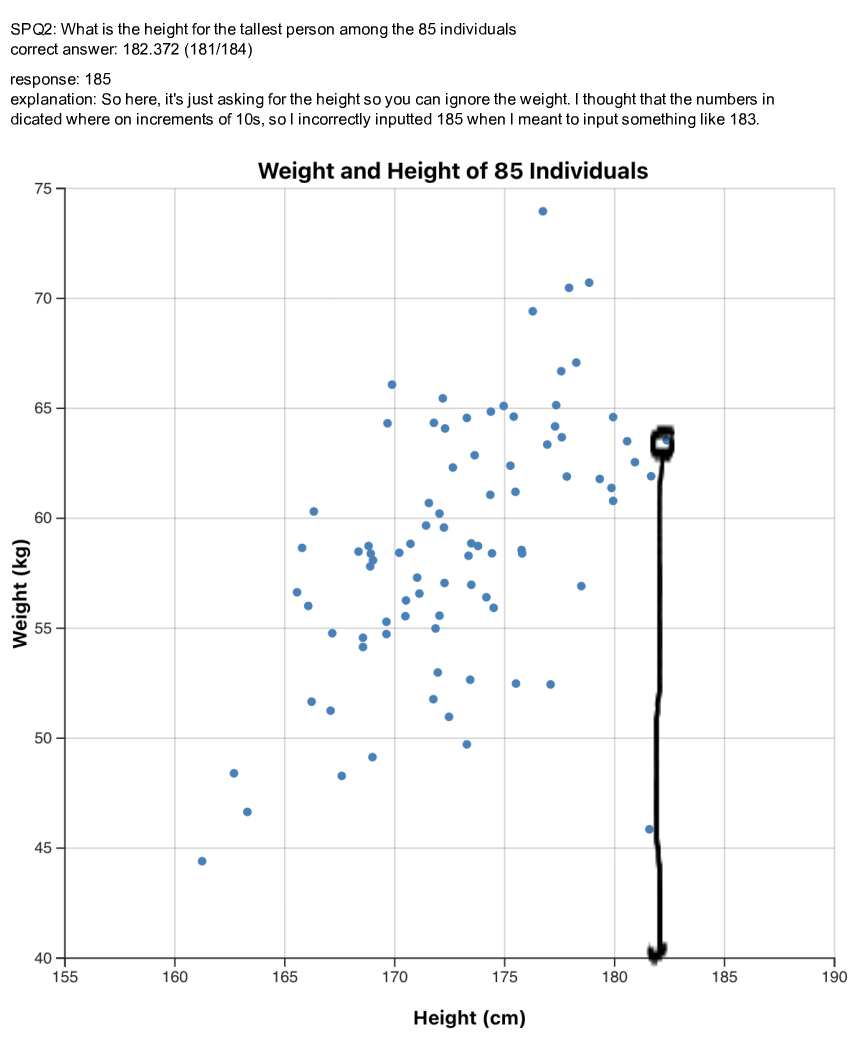 SPQ2: What is the height for the tallest person among the 85 individuals
correct answer: 182.372 (181/184)
response: 185
explanation: So here, it's just asking for the height so you can ignore the weight. I thought that the numbers in
dicated where on increments of 10s, so I incorrectly inputted 185 when I meant to input something like 183.
Weight and Height of 85 Individuals
75
70
65
60
55
50
45
40
Weight (kg)
155 160 165 170 175 180 185 190
Height (cm)